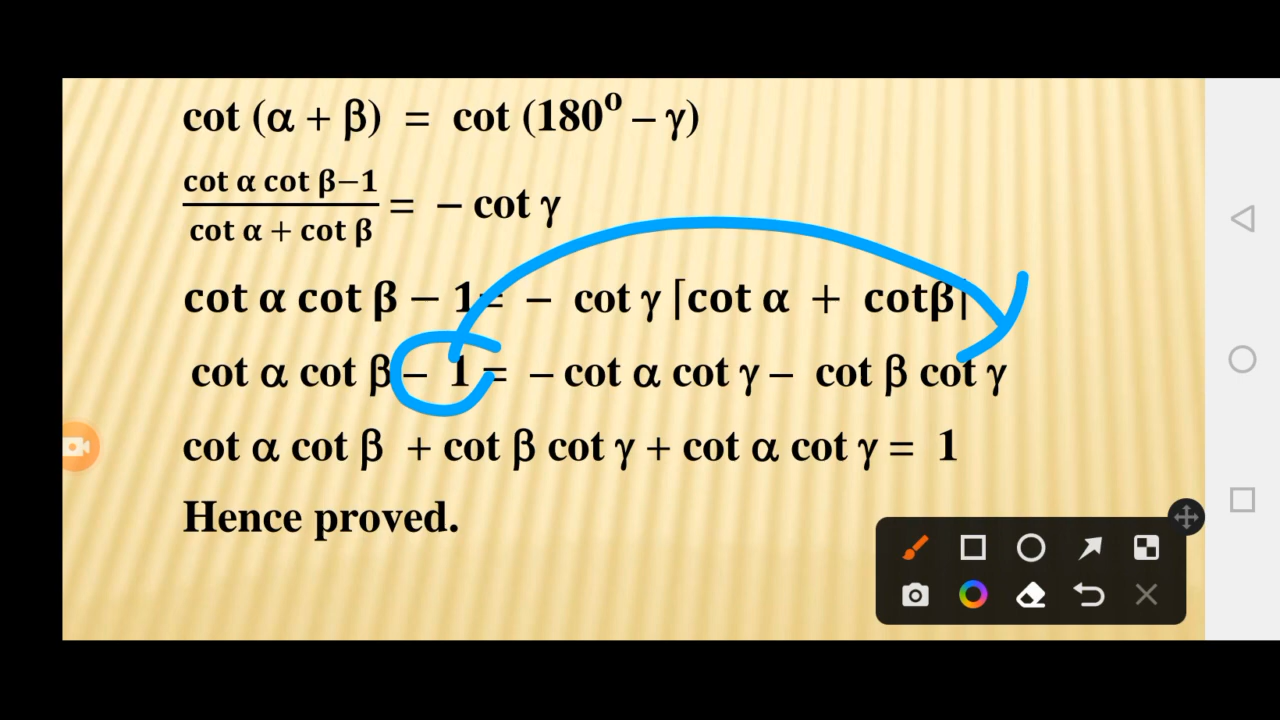 cot (α + β) = cot (180° – γ)
cot α cot β−1 / cot α + cot β = – cot γ
cot α cot β − 1 = – cot γ ⌈cot α + cotβ⌉
cot α cot β – 1 = – cot α cot γ – cot β cot γ
cot α cot β + cot β cot γ + cot α cot γ = 1
Hence proved.